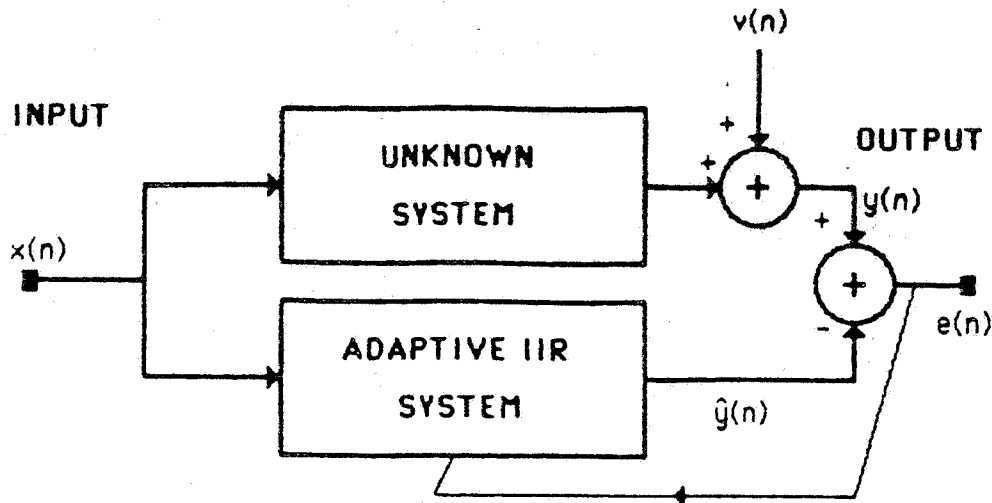 v(n)
INPUT
+
UNKNOWN
SYSTEM
+
+
OUTPUT
y(n)
+
x(n)
+
e(n)
-
ADAPTIVE IIR
SYSTEM
ŷ(n)